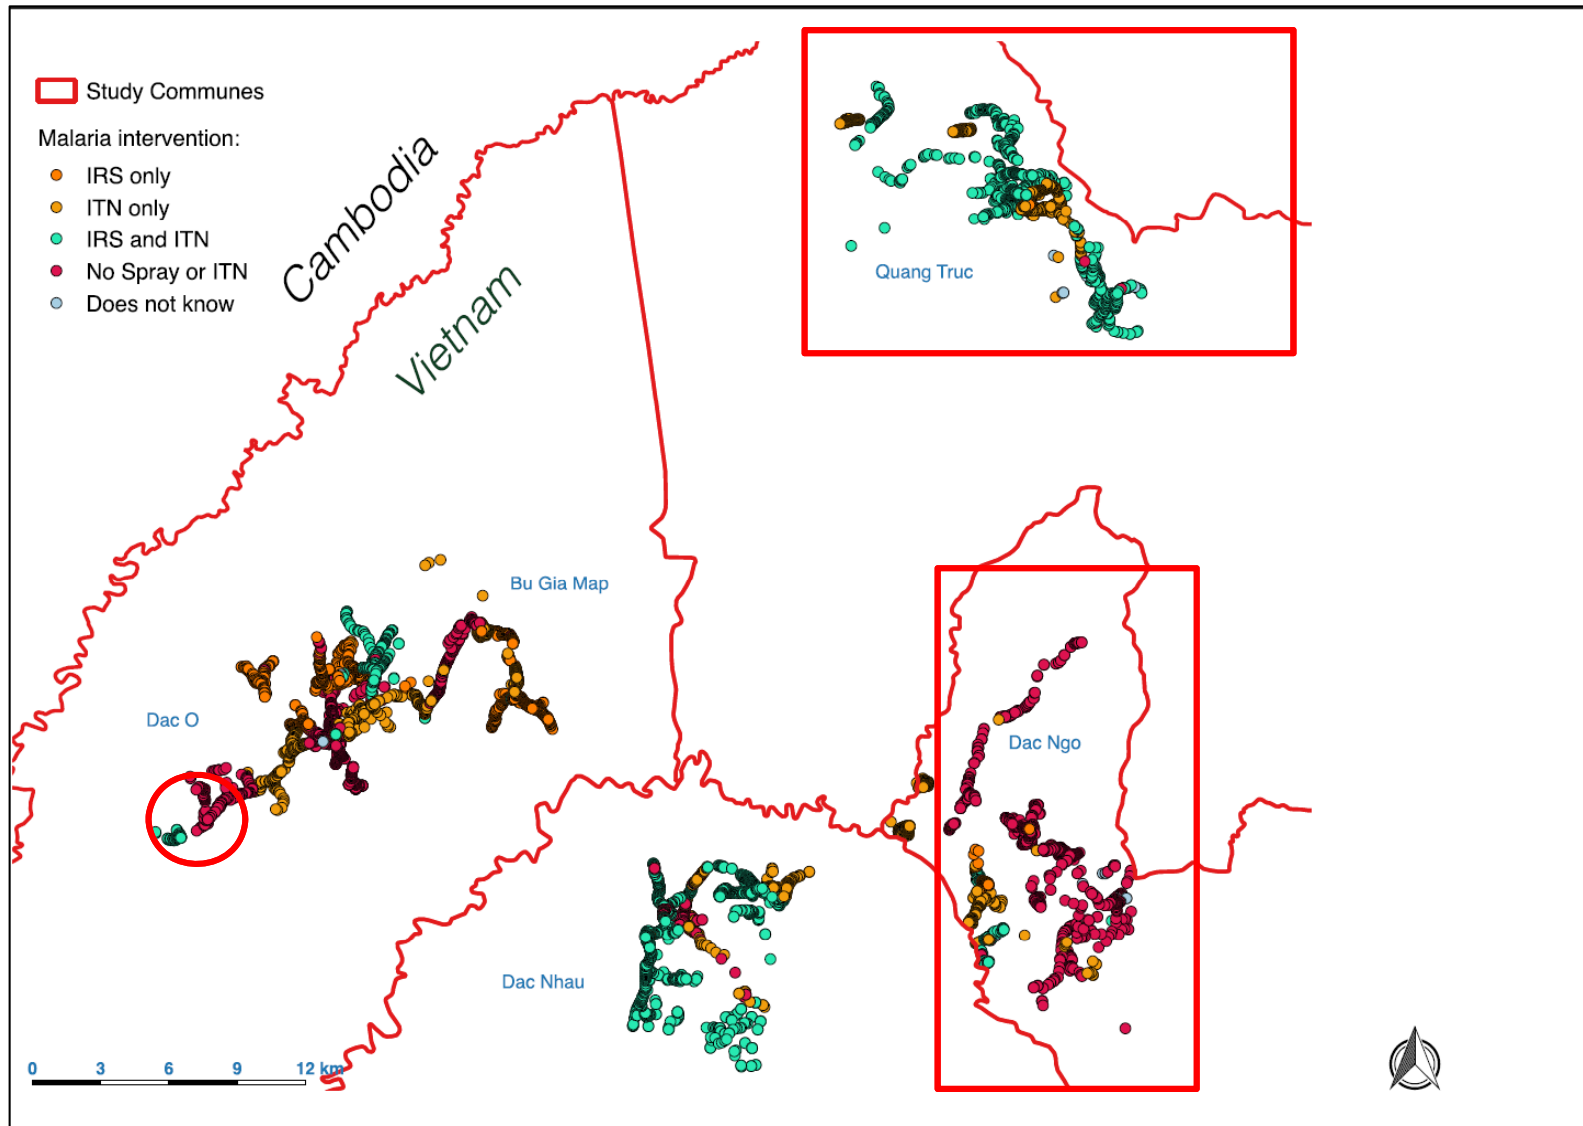 Study Communes
Malaria intervention:
IRS only
ITN only
IRS and ITN
No Spray or ITN
Does not know
Cambodia
Vietnam
Quang Truc
Bu Gia Map
Dac O
Dac Ngo
Dac Nhau
0 3 6 9 12 km